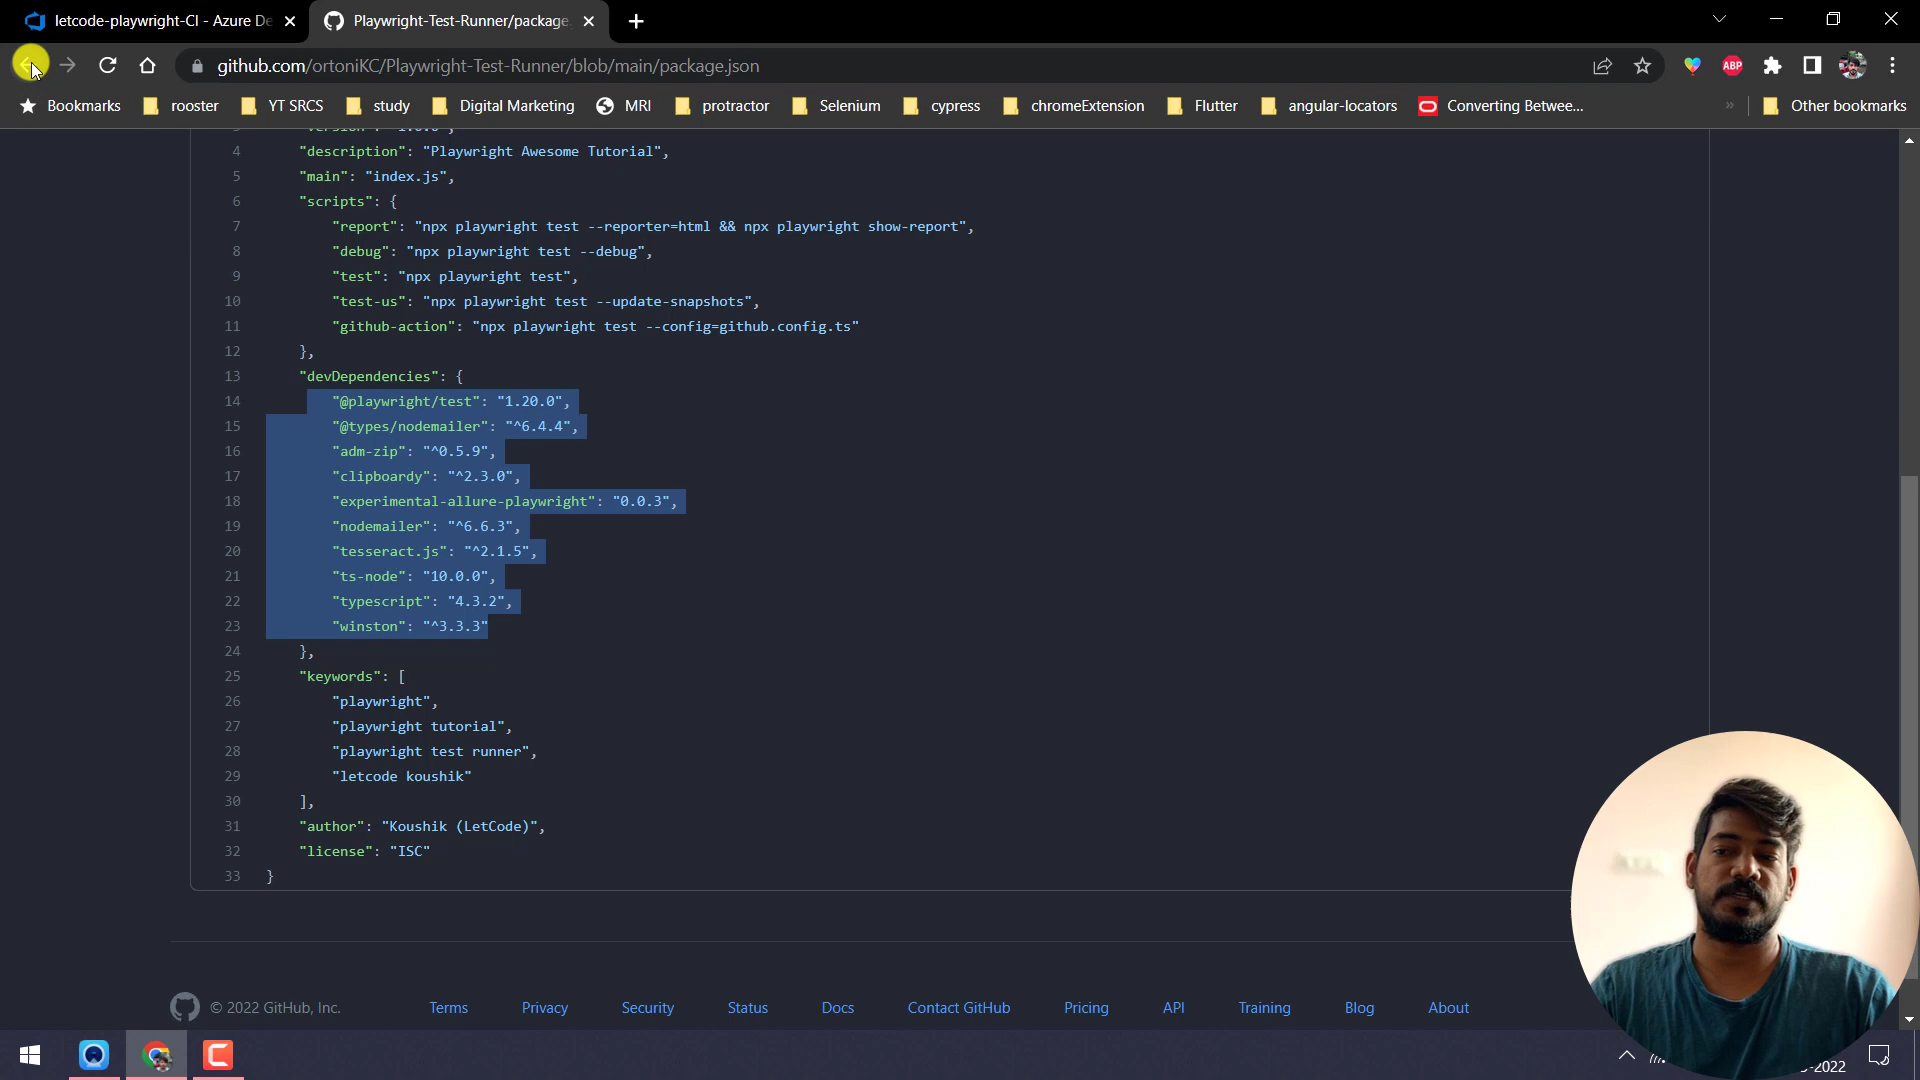 letcode-playwright-CI - Azure De
Playwright-Test-Runner/package.
github.com/ortoniKC/Playwright-Test-Runner/blob/main/package.json
ABP
Bookmarks
rooster
YT SRCS
study
Digital Marketing
MRI
protractor
Selenium
cypress
chromeExtension
Flutter
angular-locators
Converting Betwee...
»
Other bookmarks
3 "version": "1.0.0",
4 "description": "Playwright Awesome Tutorial",
5 "main": "index.js",
6 "scripts": {
7 "report": "npx playwright test --reporter=html && npx playwright show-report",
8 "debug": "npx playwright test --debug",
9 "test": "npx playwright test",
10 "test-us": "npx playwright test --update-snapshots",
11 "github-action": "npx playwright test --config=github.config.ts"
12 },
13 "devDependencies": {
14 "@playwright/test": "1.20.0",
15 "@types/nodemailer": "^6.4.4",
16 "adm-zip": "^0.5.9",
17 "clipboardy": "^2.3.0",
18 "experimental-allure-playwright": "0.0.3",
19 "nodemailer": "^6.6.3",
20 "tesseract.js": "^2.1.5",
21 "ts-node": "10.0.0",
22 "typescript": "4.3.2",
23 "winston": "^3.3.3"
24 },
25 "keywords": [
26 "playwright",
27 "playwright tutorial",
28 "playwright test runner",
29 "letcode koushik"
30 ],
31 "author": "Koushik (LetCode)",
32 "license": "ISC"
33 }
© 2022 GitHub, Inc.
Terms
Privacy
Security
Status
Docs
Contact GitHub
Pricing
API
Training
Blog
About
-2022